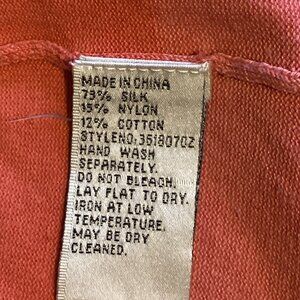 MADE IN CHINA
73% SILK
15% NYLON
12% COTTON
STYLENO:3618070Z
HAND WASH
SEPARATELY.
DO NOT BLEACH.
LAY FLAT TO DRY.
IRON AT LOW
TEMPERATURE.
MAY BE DRY
CLEANED.